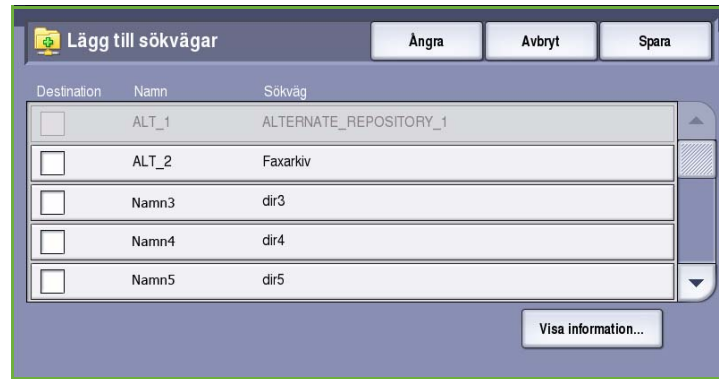 Lägg till sökvägar
Ångra
Avbryt
Spara
Destination Namn Sökväg
ALT_1 ALTERNATE_REPOSITORY_1
ALT_2 Faxarkiv
Namn3 dir3
Namn4 dir4
Namn5 dir5
Visa information...